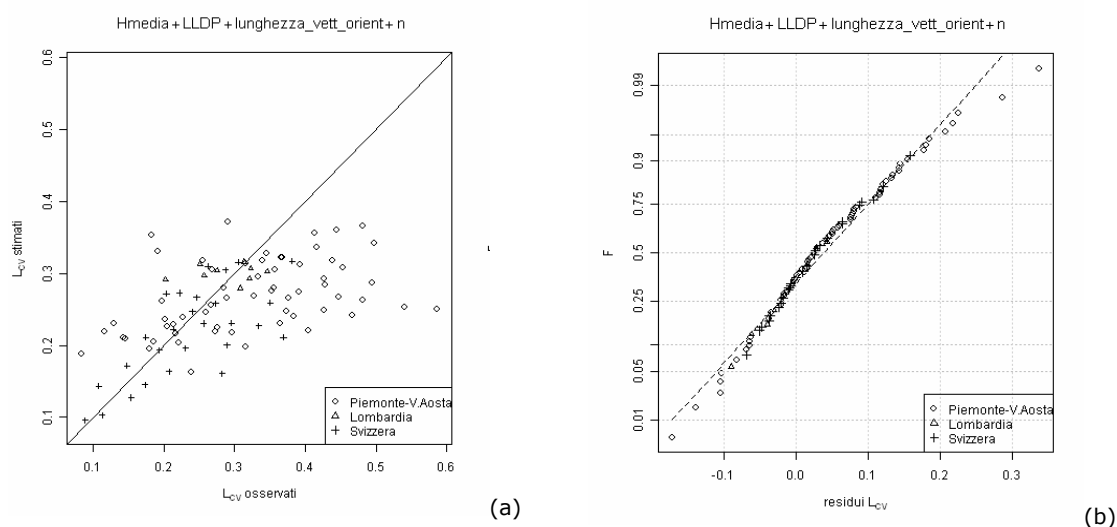 Hmedia + LLDP + lunghezza_vett_orient + n
0.6
0.5
0.4
0.3
0.2
0.1
L_CV stimati
0.1 0.2 0.3 0.4 0.5 0.6
L_CV osservati
Piemonte-V.Aosta
Lombardia
Svizzera
(a)
Hmedia + LLDP + lunghezza_vett_orient + n
0.99
0.9
0.75
0.5
0.25
0.05
0.01
F
-0.1 0.0 0.1 0.2 0.3
residui L_CV
Piemonte-V.Aosta
Lombardia
Svizzera
(b)